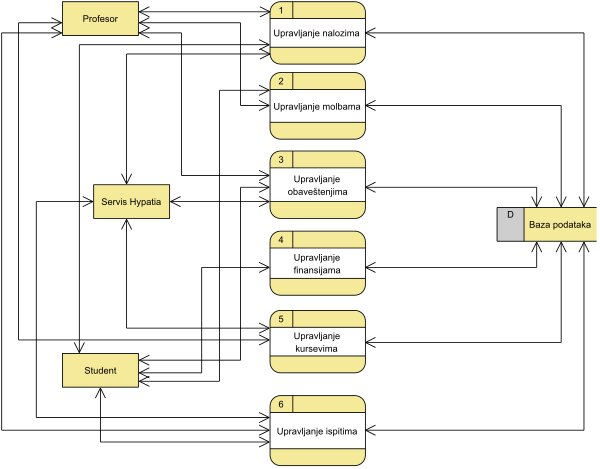 Profesor
1
Upravljanje nalozima
2
Upravljanje molbama
3
Upravljanje
obaveštenjima
Servis Hypatia
D
Baza podataka
4
Upravljanje
finansijama
5
Upravljanje
kursevima
Student
6
Upravljanje ispitima